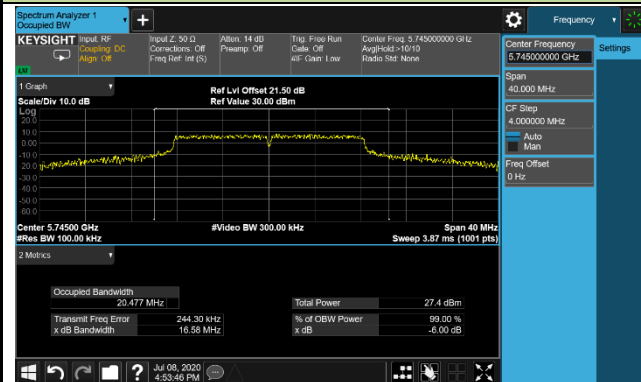 Spectrum Analyzer 1
Occupied BW
Frequency
KEYSIGHT
Input: RF
Coupling: DC
Align: Off
Input Z: 50 Ω
Corrections: Off
Freq Ref: Int (S)
Atten: 14 dB
Preamp: Off
Trig: Free Run
Gate: Off
#IF Gain: Low
Center Freq: 5.745000000 GHz
Avg|Hold:>10/10
Radio Std: None
LXI
1 Graph
Scale/Div 10.0 dB
Ref Lvl Offset 21.50 dB
Ref Value 30.00 dBm
Log
20.0
10.0
0.00
-10.0
-20.0
-30.0
-40.0
-50.0
-60.0
Center 5.74500 GHz
#Res BW 100.00 kHz
#Video BW 300.00 kHz
Span 40 MHz
Sweep 3.87 ms (1001 pts)
2 Metrics
Occupied Bandwidth
20.477 MHz
Total Power 27.4 dBm
Transmit Freq Error 244.30 kHz
% of OBW Power 99.00 %
x dB Bandwidth 16.58 MHz
x dB -6.00 dB
Center Frequency
5.745000000 GHz
Settings
Span
40.000 MHz
CF Step
4.000000 MHz
Auto
Man
Freq Offset
0 Hz
?
Jul 08, 2020
4:53:46 PM